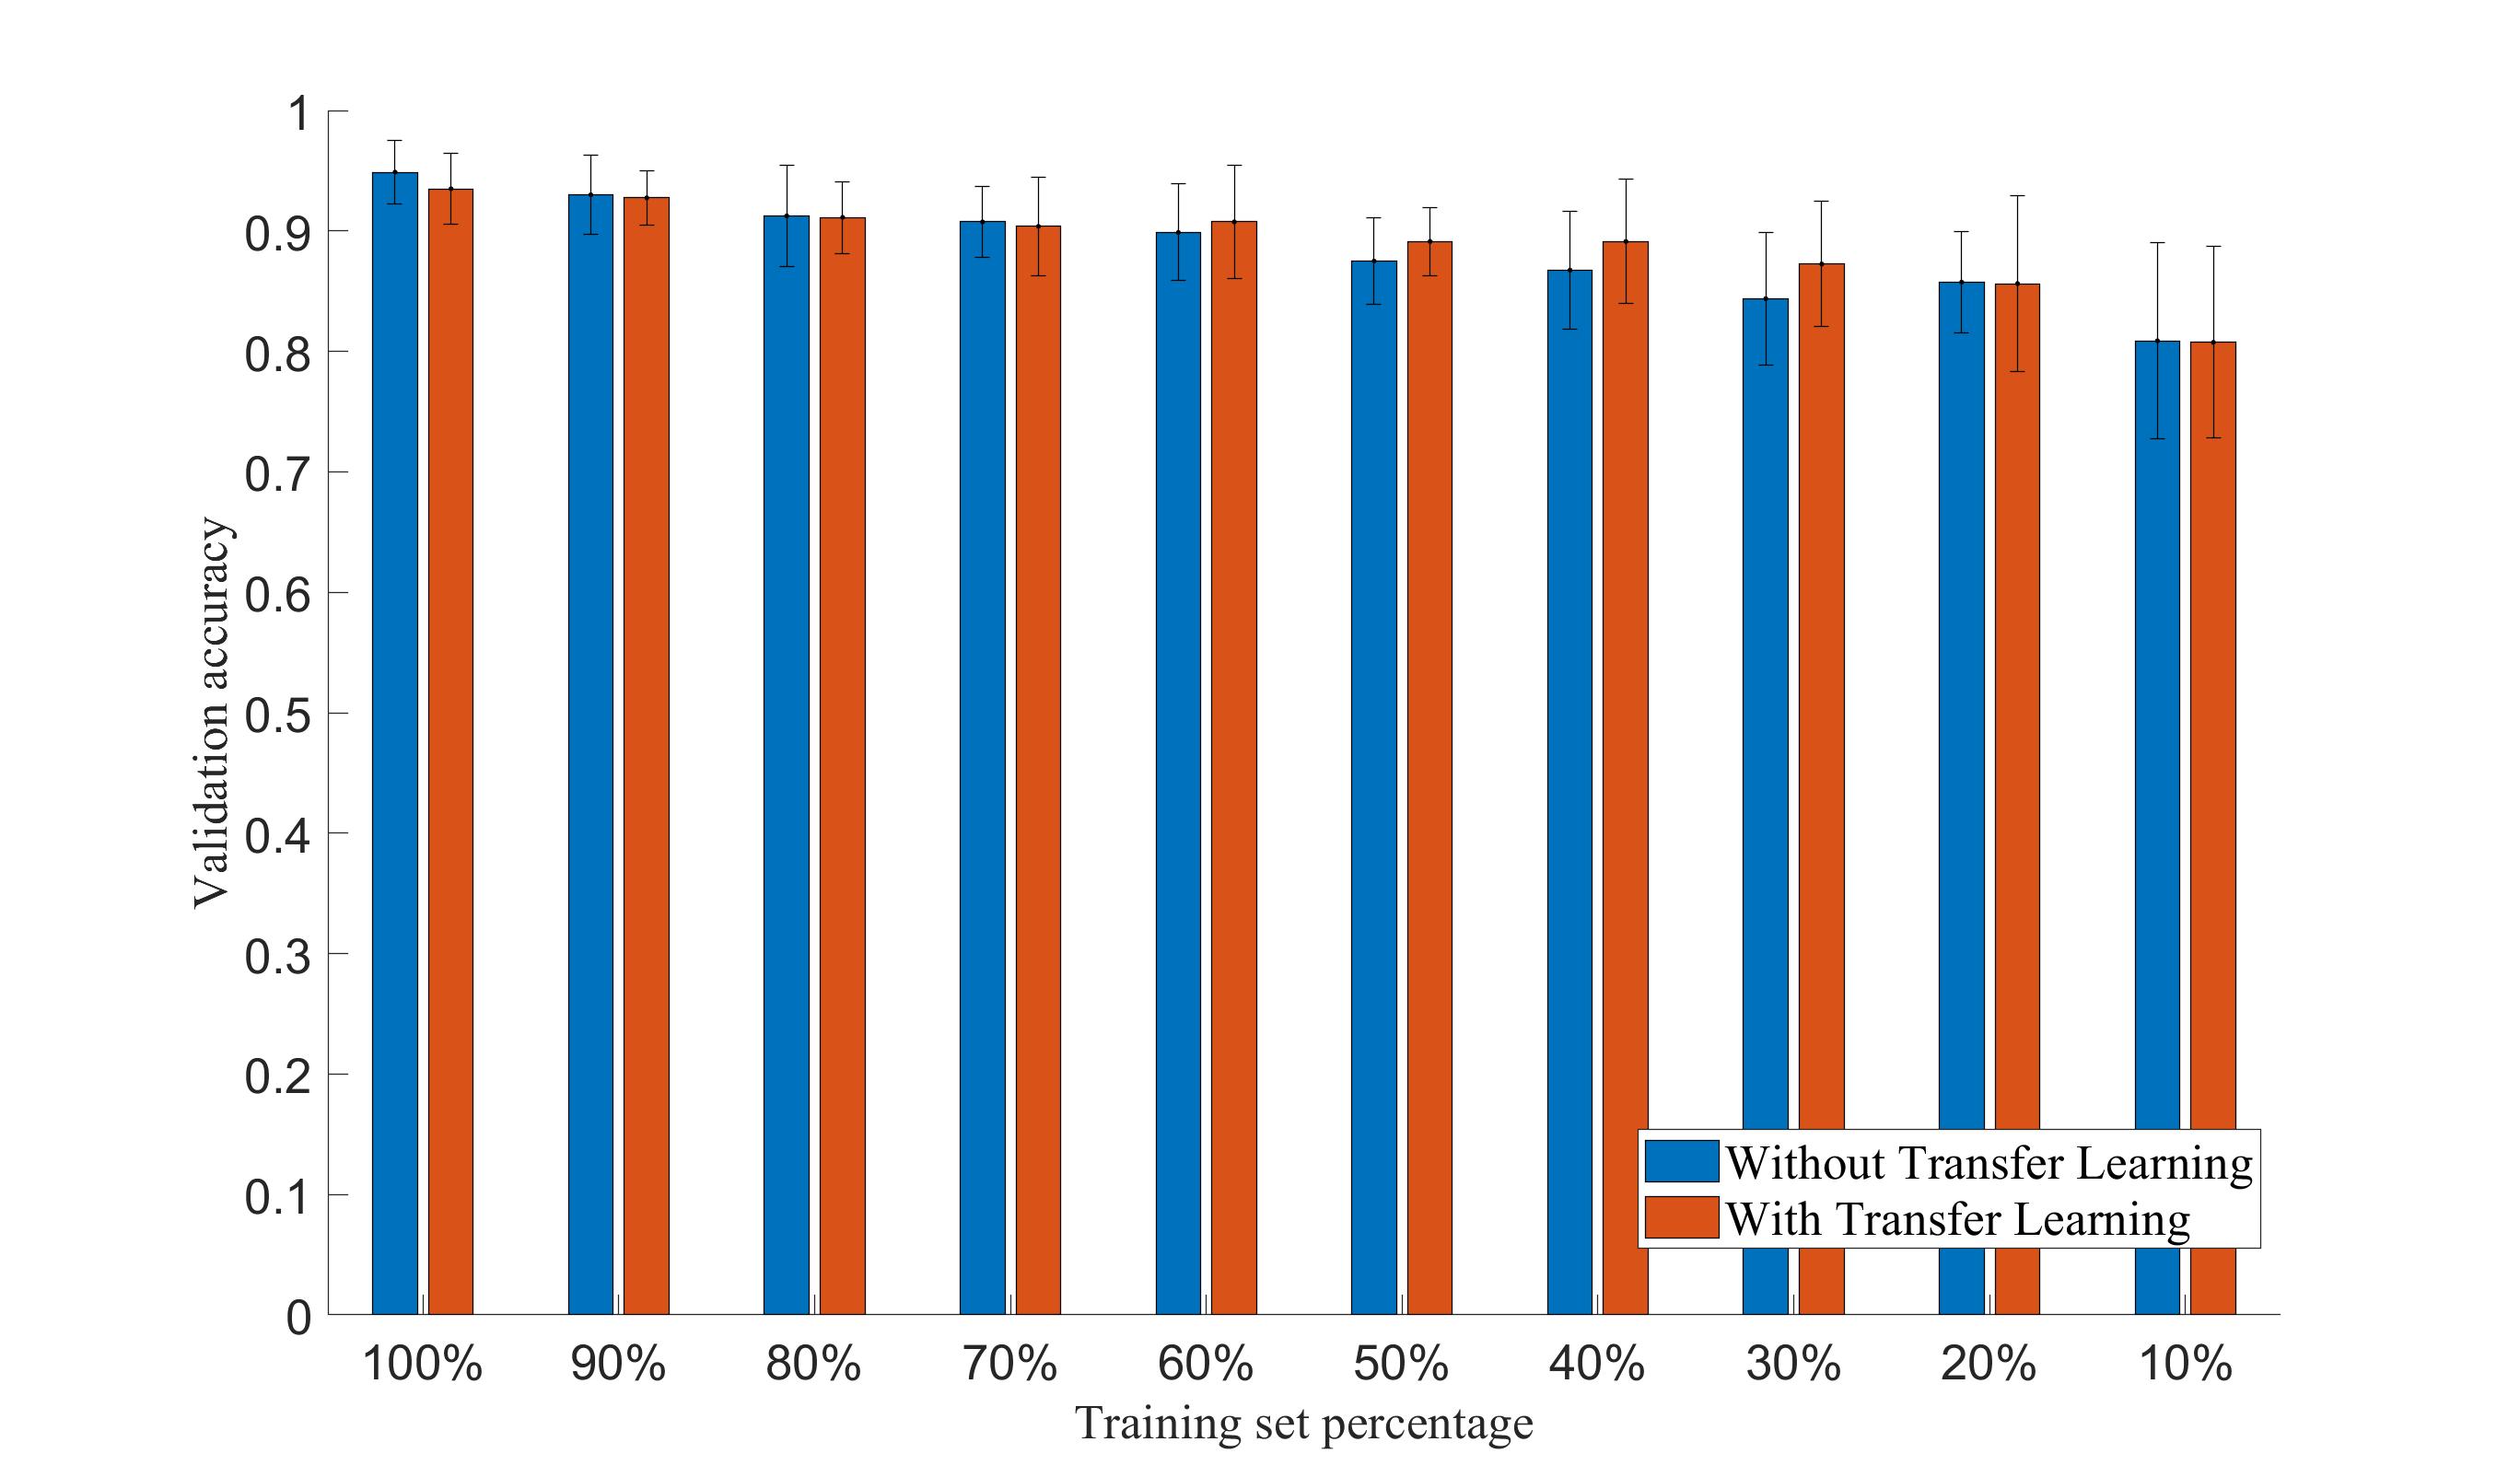 1
0.9
0.8
0.7
0.6
0.5
0.4
0.3
0.2
0.1
0
Validation accuracy
Without Transfer Learning
With Transfer Learning
100% 90% 80% 70% 60% 50% 40% 30% 20% 10%
Training set percentage